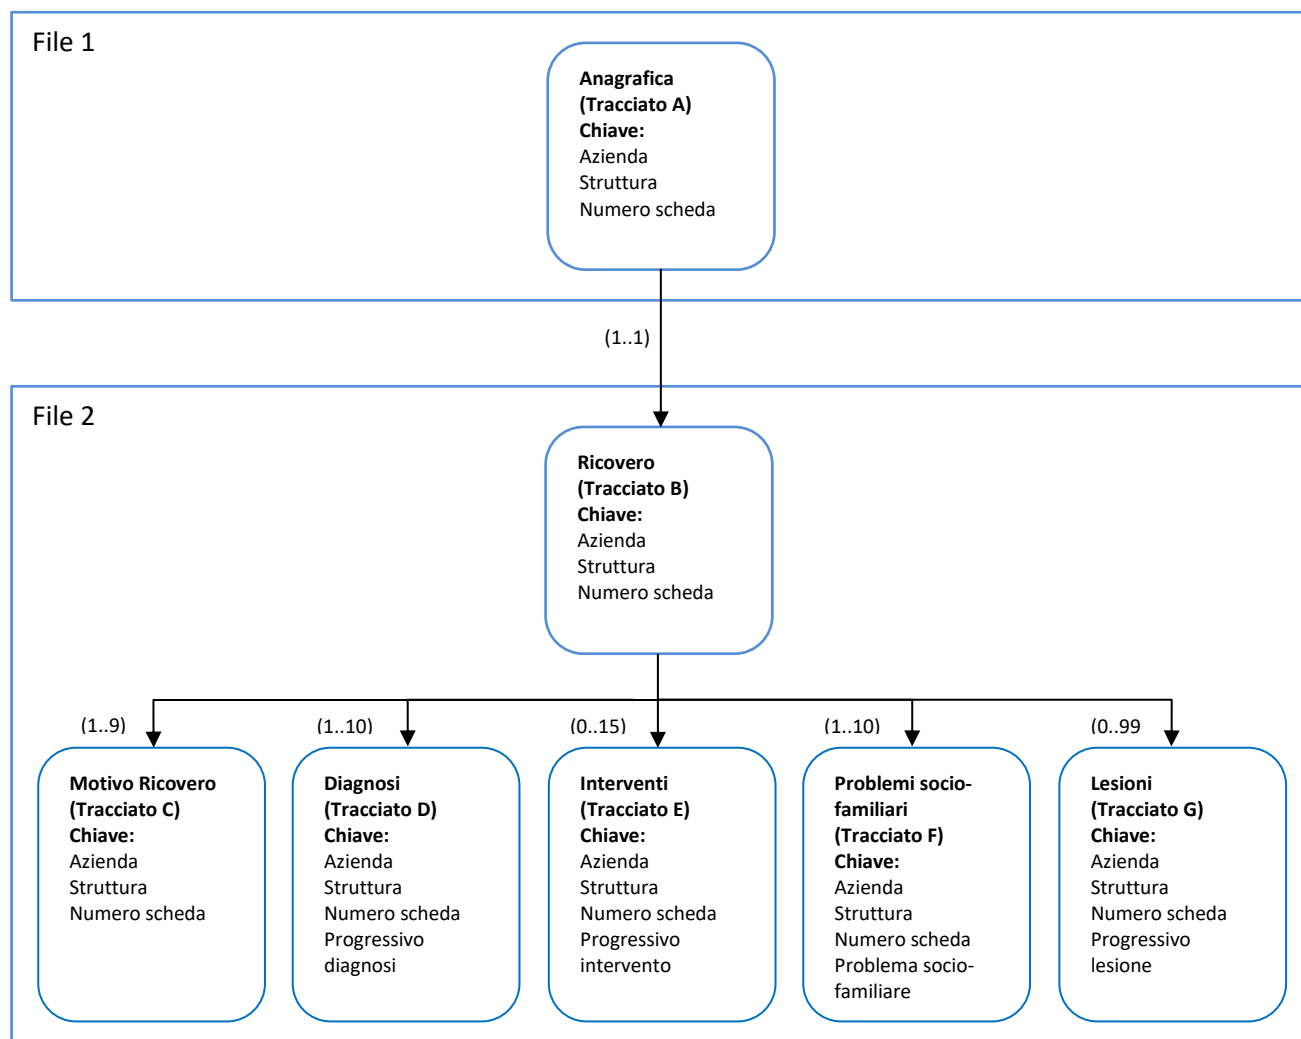 File 1
Anagrafica
(Tracciato A)
Chiave:
Azienda
Struttura
Numero scheda
(1..1)
File 2
Ricovero
(Tracciato B)
Chiave:
Azienda
Struttura
Numero scheda
(1..9)
(1..10)
(0..15)
(1..10)
(0..99
Motivo Ricovero
(Tracciato C)
Chiave:
Azienda
Struttura
Numero scheda
Diagnosi
(Tracciato D)
Chiave:
Azienda
Struttura
Numero scheda
Progressivo
diagnosi
Interventi
(Tracciato E)
Chiave:
Azienda
Struttura
Numero scheda
Progressivo
intervento
Problemi socio-
familiari
(Tracciato F)
Chiave:
Azienda
Struttura
Numero scheda
Problema socio-
familiare
Lesioni
(Tracciato G)
Chiave:
Azienda
Struttura
Numero scheda
Progressivo
lesione